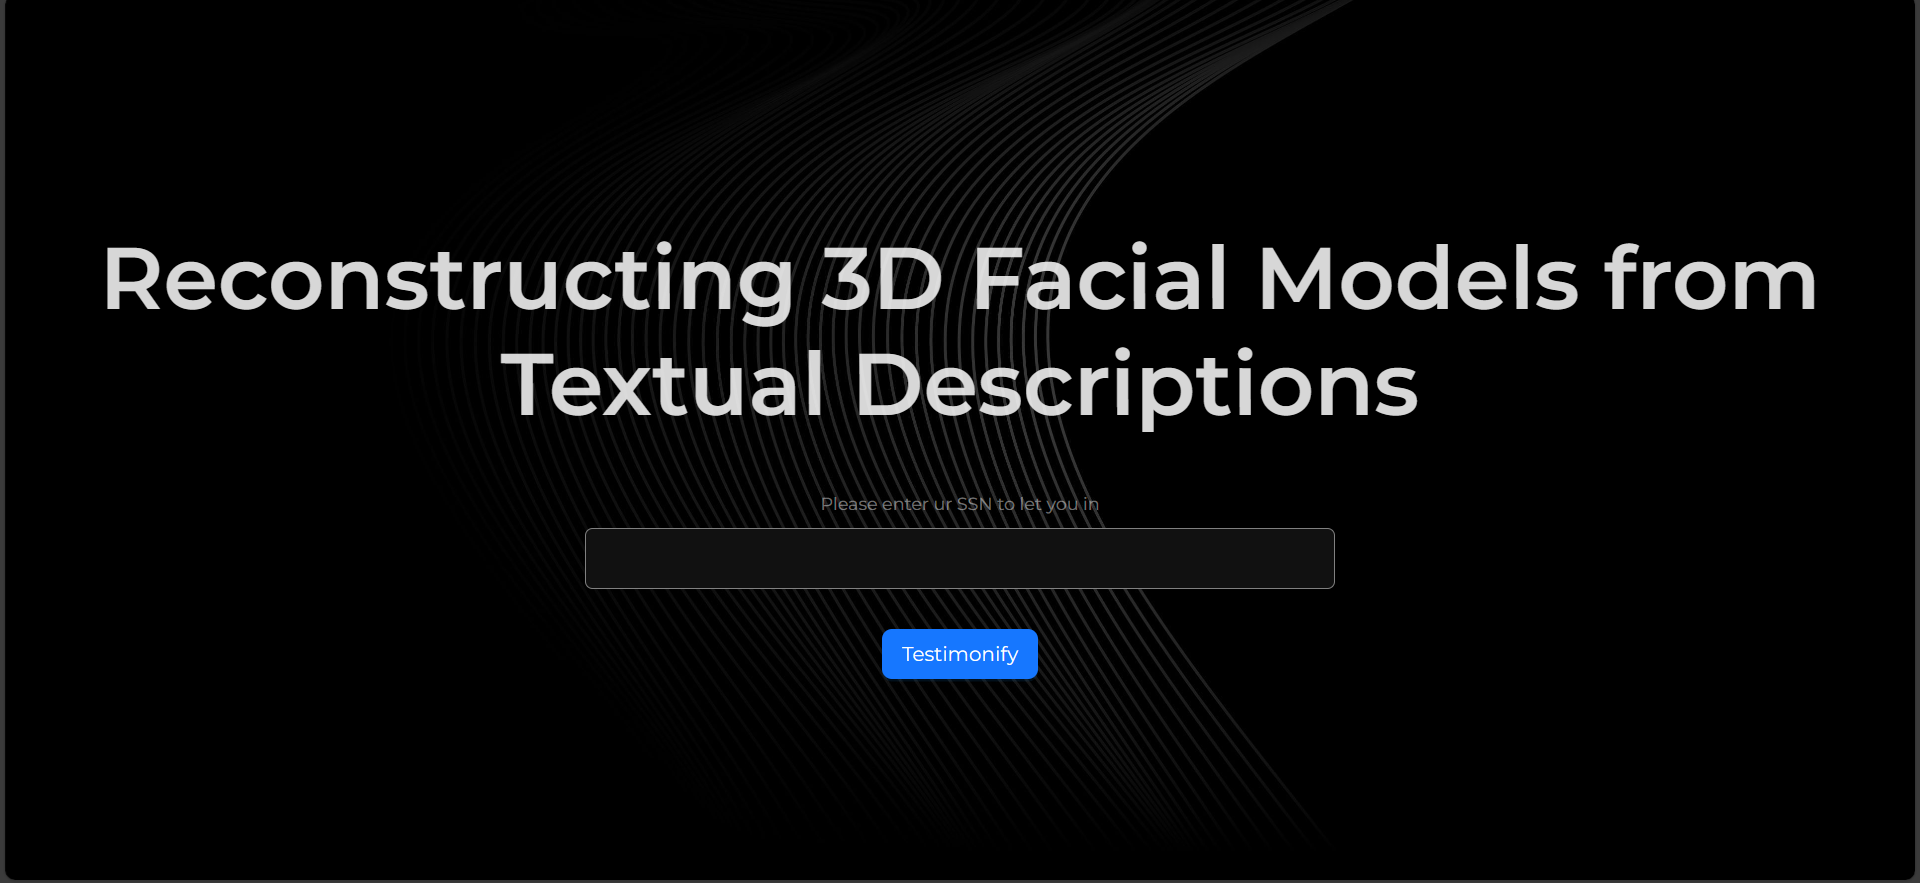 Reconstructing 3D Facial Models from
Textual Descriptions
Please enter ur SSN to let you in
Testimonify